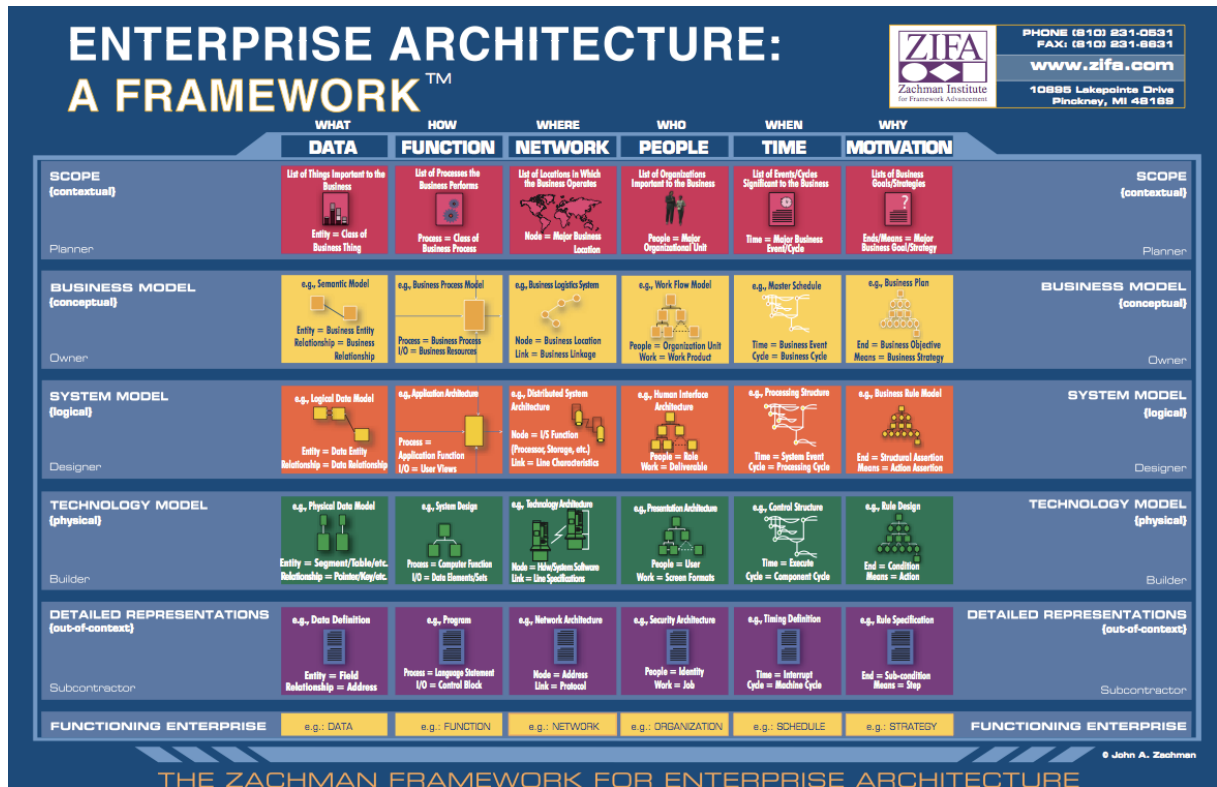 ENTERPRISE ARCHITECTURE:
A FRAMEWORK™
ZIFA
Zachman Institute
for Framework Advancement
PHONE (810) 231-0531
FAX: (810) 231-6631
www.zifa.com
10895 Lakepointe Drive
Pinckney, MI 48169
WHAT HOW WHERE WHO WHEN WHY
DATA FUNCTION NETWORK PEOPLE TIME MOTIVATION
SCOPE
{contextual}
Planner
List of Things Important to the
Business
Entity = Class of
Business Thing
List of Processes the
Business Performs
Process = Class of
Business Process
List of Locations in Which
the Business Operates
Node = Major Business
Location
List of Organizations
Important to the Business
People = Major
Organizational Unit
List of Events/Cycles
Significant to the Business
Time = Major Business
Event/Cycle
Lists of Business
Goals/Strategies
?
Ends/Means = Major
Business Goal/Strategy
SCOPE
{contextual}
Planner
BUSINESS MODEL
{conceptual}
Owner
e.g., Semantic Model
Entity = Business Entity
Relationship = Business
Relationship
e.g., Business Process Model
Process = Business Process
I/O = Business Resources
e.g., Business Logistics System
Node = Business Location
Link = Business Linkage
e.g., Work Flow Model
People = Organization Unit
Work = Work Product
e.g., Master Schedule
Time = Business Event
Cycle = Business Cycle
e.g., Business Plan
End = Business Objective
Means = Business Strategy
BUSINESS MODEL
{conceptual}
Owner
SYSTEM MODEL
{logical}
Designer
e.g., Logical Data Model
Entity = Data Entity
Relationship = Data Relationship
e.g., Application Architecture
Process =
Application Function
I/O = User Views
e.g., Distributed System
Architecture
Node = I/S Function
(Processor, Storage, etc.)
Link = Line Characteristics
e.g., Human Interface
Architecture
People = Role
Work = Deliverable
e.g., Processing Structure
Time = System Event
Cycle = Processing Cycle
e.g., Business Rule Model
End = Structural Assertion
Means = Action Assertion
SYSTEM MODEL
{logical}
Designer
TECHNOLOGY MODEL
{physical}
Builder
e.g., Physical Data Model
Entity = Segment/Table/etc.
Relationship = Pointer/Key/etc.
e.g., System Design
Process = Computer Function
I/O = Data Elements/Sets
e.g., Technology Architecture
Node = Hdw/System Software
Link = Line Specifications
e.g., Presentation Architecture
People = User
Work = Screen Formats
e.g., Control Structure
Time = Execute
Cycle = Component Cycle
e.g., Rule Design
End = Condition
Means = Action
TECHNOLOGY MODEL
{physical}
Builder
DETAILED REPRESENTATIONS
{out-of-context}
Subcontractor
e.g., Data Definition
Entity = Field
Relationship = Address
e.g., Program
Process = Language Statement
I/O = Control Block
e.g., Network Architecture
Node = Address
Link = Protocol
e.g., Security Architecture
People = Identity
Work = Job
e.g., Timing Definition
Time = Interrupt
Cycle = Machine Cycle
e.g., Rule Specification
End = Sub-condition
Means = Step
DETAILED REPRESENTATIONS
{out-of-context}
Subcontractor
FUNCTIONING ENTERPRISE
e.g.: DATA
e.g.: FUNCTION
e.g.: NETWORK
e.g.: ORGANIZATION
e.g.: SCHEDULE
e.g.: STRATEGY
FUNCTIONING ENTERPRISE
© John A. Zachman
THE ZACHMAN FRAMEWORK FOR ENTERPRISE ARCHITECTURE